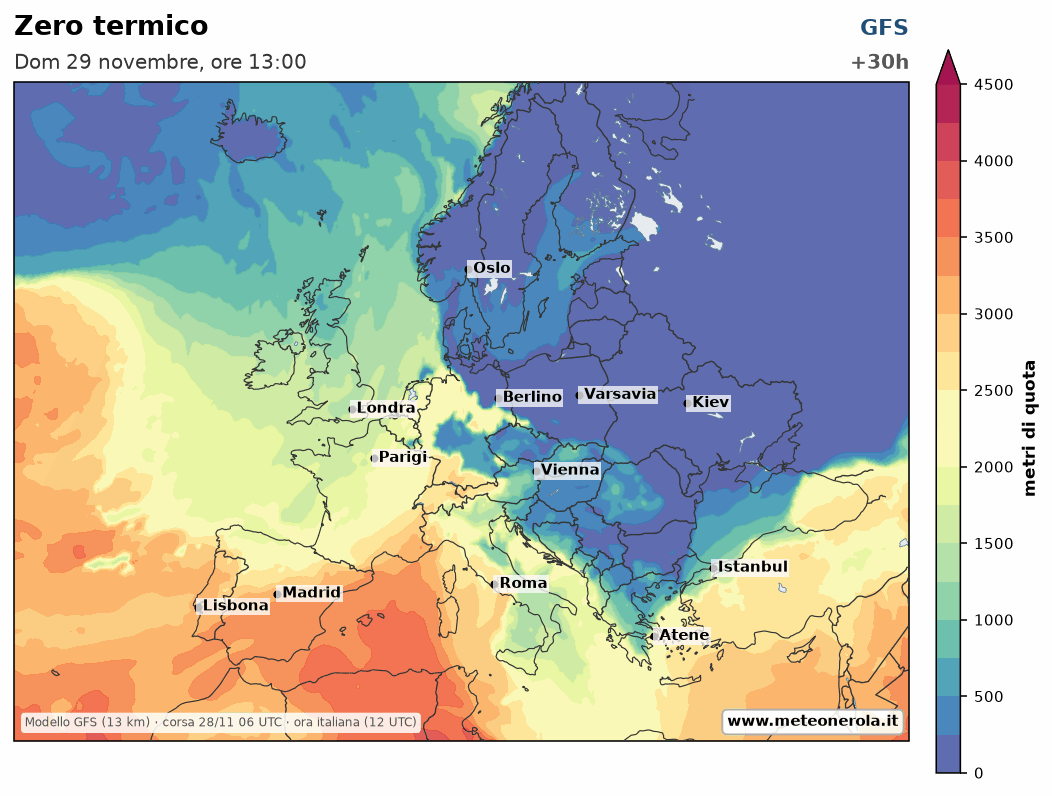 Zero termico
GFS
Dom 29 novembre, ore 13:00
+30h
4500
4000
3500
3000
2500
2000
1500
1000
500
0
metri di quota
Oslo
Berlino
Varsavia
Kiev
Londra
Parigi
Vienna
Istanbul
Roma
Madrid
Lisbona
Atene
Modello GFS (13 km) · corsa 28/11 06 UTC · ora italiana (12 UTC)
www.meteonerola.it